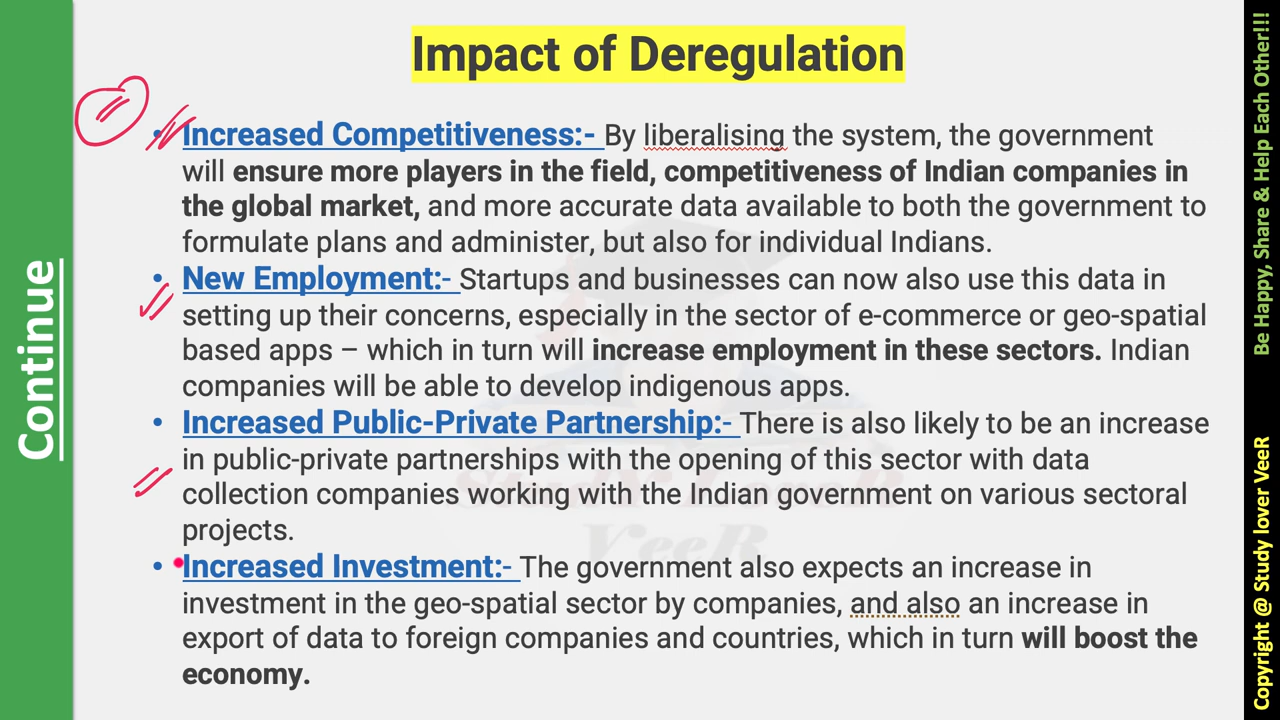 Impact of Deregulation
Continue
• Increased Competitiveness:- By liberalising the system, the government
will ensure more players in the field, competitiveness of Indian companies in
the global market, and more accurate data available to both the government to
formulate plans and administer, but also for individual Indians.
• New Employment:- Startups and businesses can now also use this data in
setting up their concerns, especially in the sector of e-commerce or geo-spatial
based apps – which in turn will increase employment in these sectors. Indian
companies will be able to develop indigenous apps.
• Increased Public-Private Partnership:- There is also likely to be an increase
in public-private partnerships with the opening of this sector with data
collection companies working with the Indian government on various sectoral
projects.
• Increased Investment:- The government also expects an increase in
investment in the geo-spatial sector by companies, and also an increase in
export of data to foreign companies and countries, which in turn will boost the
economy.
Study Lover
VeeR
Be Happy, Share & Help Each Other!!!
Copyright @ Study lover VeeR